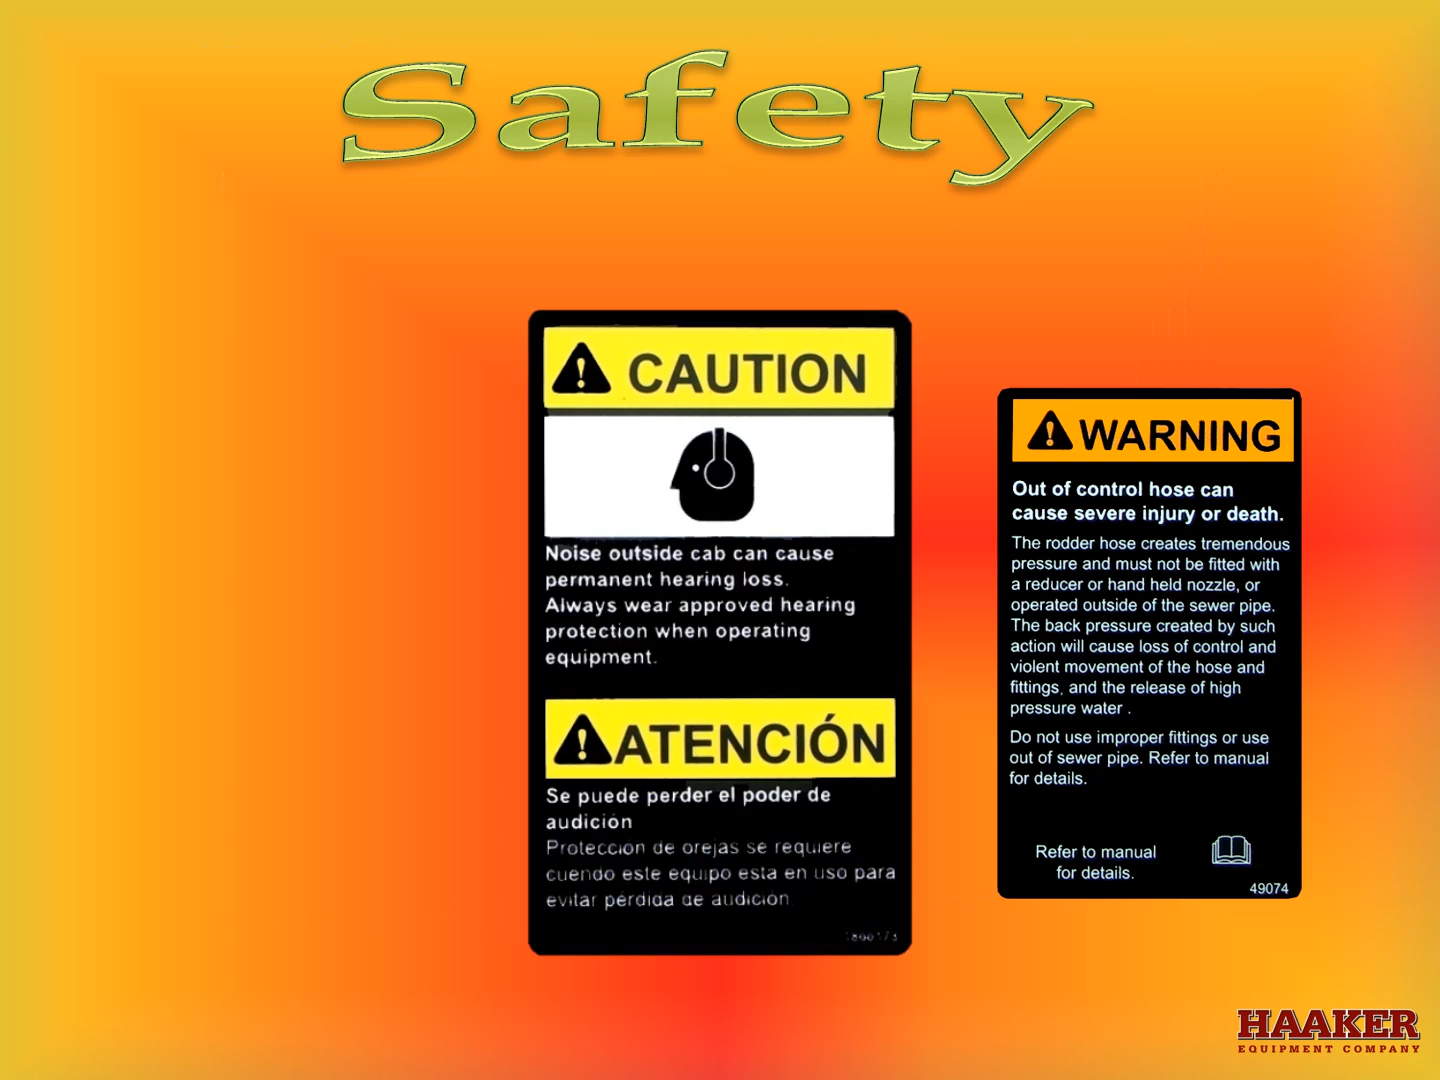 Safety
CAUTION
Noise outside cab can cause
permanent hearing loss.
Always wear approved hearing
protection when operating
equipment.
ATENCIÓN
Se puede perder el poder de
audición
Protección de orejas se requiere
cuendo este equipo esta en uso para
evitar pérdida de audición.
WARNING
Out of control hose can
cause severe injury or death.
The rodder hose creates tremendous
pressure and must not be fitted with
a reducer or hand held nozzle, or
operated outside of the sewer pipe.
The back pressure created by such
action will cause loss of control and
violent movement of the hose and
fittings, and the release of high
pressure water .
Do not use improper fittings or use
out of sewer pipe. Refer to manual
for details.
Refer to manual
for details.
49074
HAAKER
EQUIPMENT COMPANY